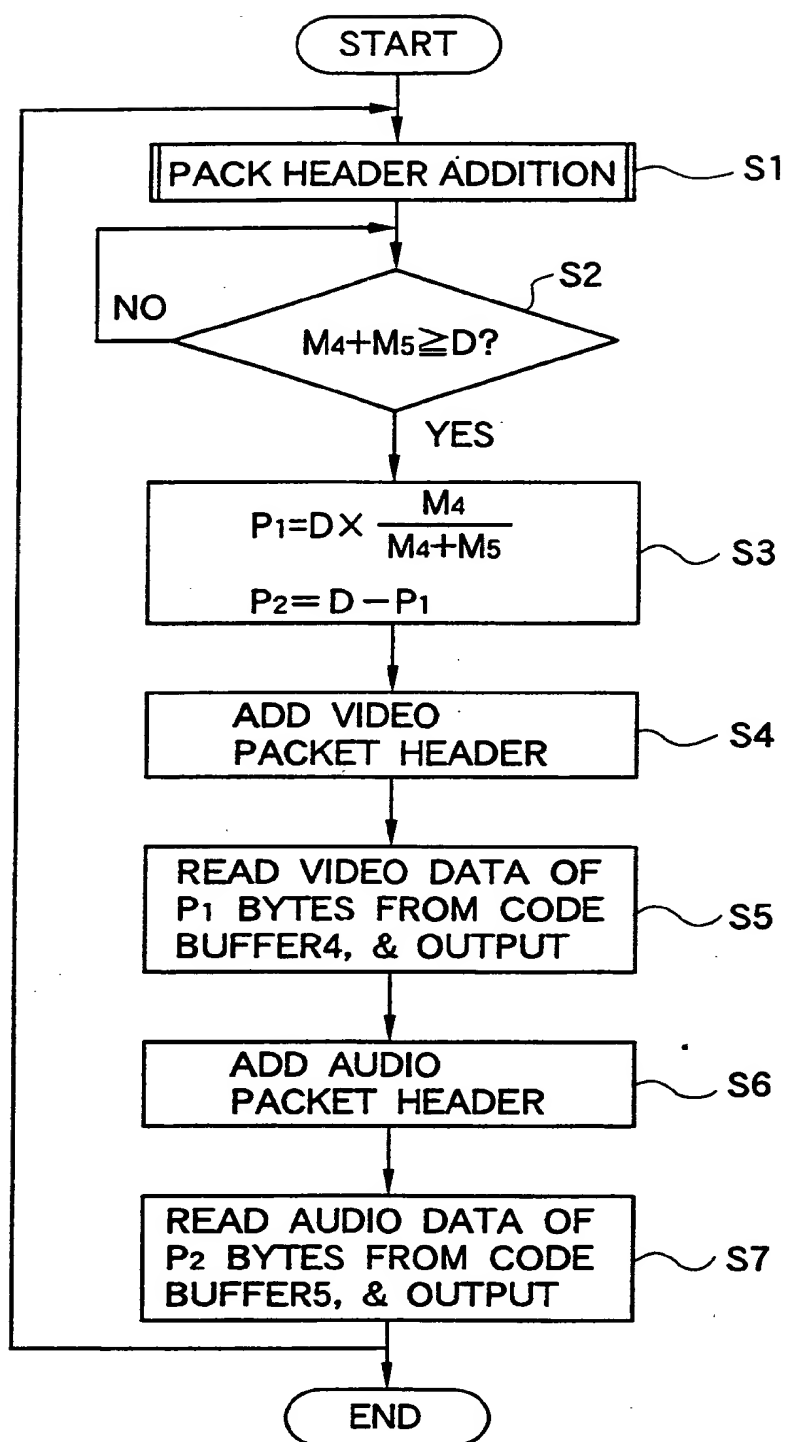 START
PACK HEADER ADDITION
S1
S2
NO
M4+M5≧D?
YES
P1=D× M4
M4+M5
S3
P2=D-P1
ADD VIDEO
PACKET HEADER
S4
READ VIDEO DATA OF
P1 BYTES FROM CODE
BUFFER4, & OUTPUT
S5
ADD AUDIO
PACKET HEADER
S6
READ AUDIO DATA OF
P2 BYTES FROM CODE
BUFFER5, & OUTPUT
S7
END